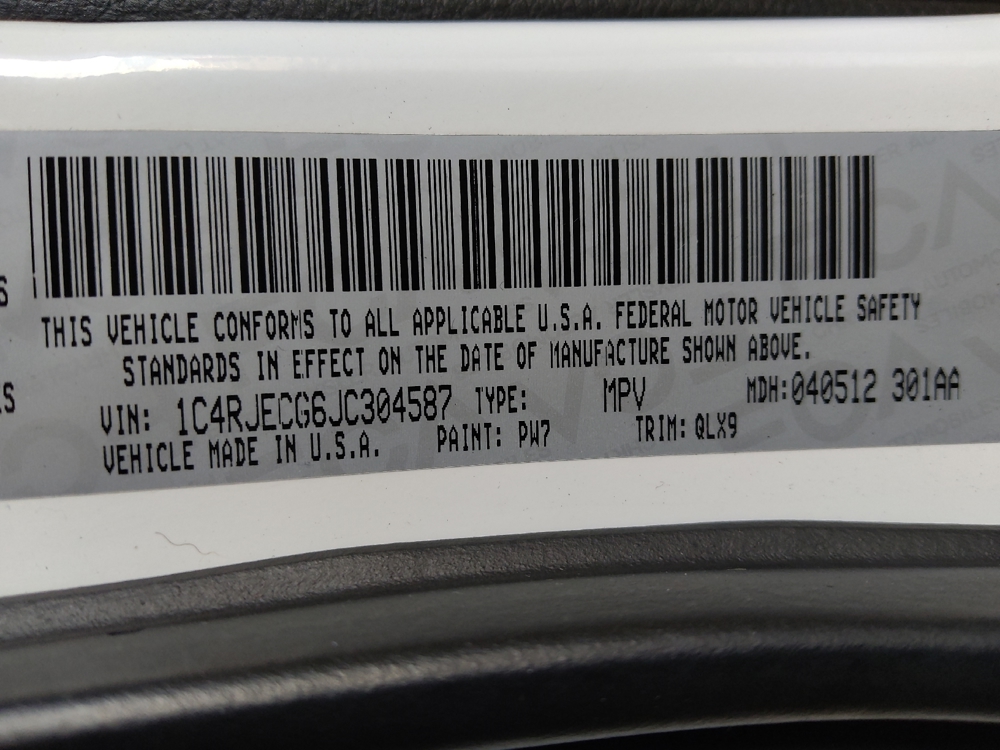 THIS VEHICLE CONFORMS TO ALL APPLICABLE U.S.A. FEDERAL MOTOR VEHICLE SAFETY
STANDARDS IN EFFECT ON THE DATE OF MANUFACTURE SHOWN ABOVE.
VIN: 1C4RJECG6JC304587 TYPE: MPV MDH:040512 301AA
VEHICLE MADE IN U.S.A. PAINT: PW7 TRIM: QLX9